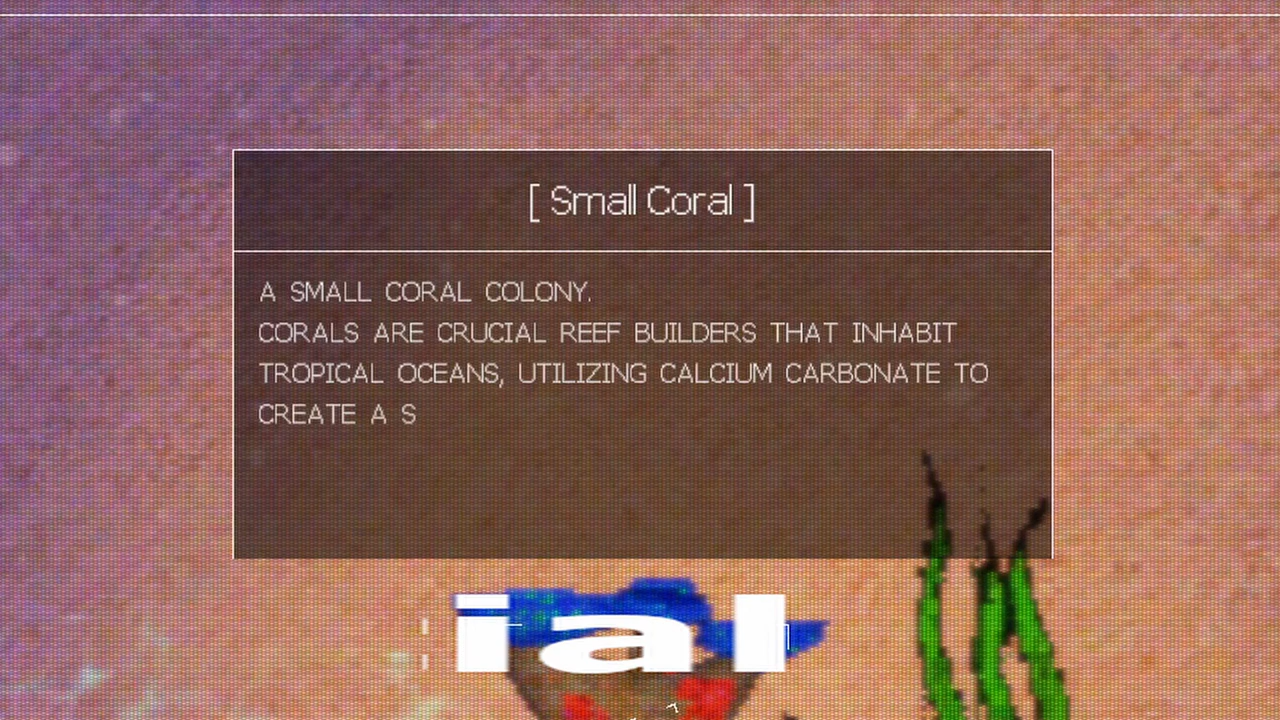 [ Small Coral ]
A SMALL CORAL COLONY.
CORALS ARE CRUCIAL REEF BUILDERS THAT INHABIT
TROPICAL OCEANS, UTILIZING CALCIUM CARBONATE TO
CREATE A S
ial